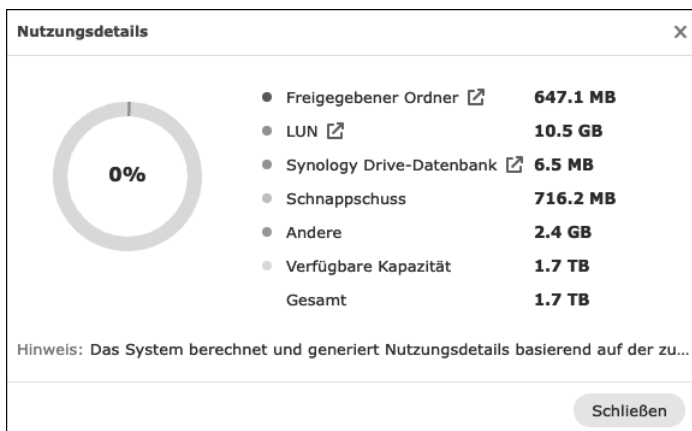 Nutzungsdetails
0%
Freigegebener Ordner 647.1 MB
LUN 10.5 GB
Synology Drive-Datenbank 6.5 MB
Schnappschuss 716.2 MB
Andere 2.4 GB
Verfügbare Kapazität 1.7 TB
Gesamt 1.7 TB
Hinweis: Das System berechnet und generiert Nutzungsdetails basierend auf der zu...
Schließen